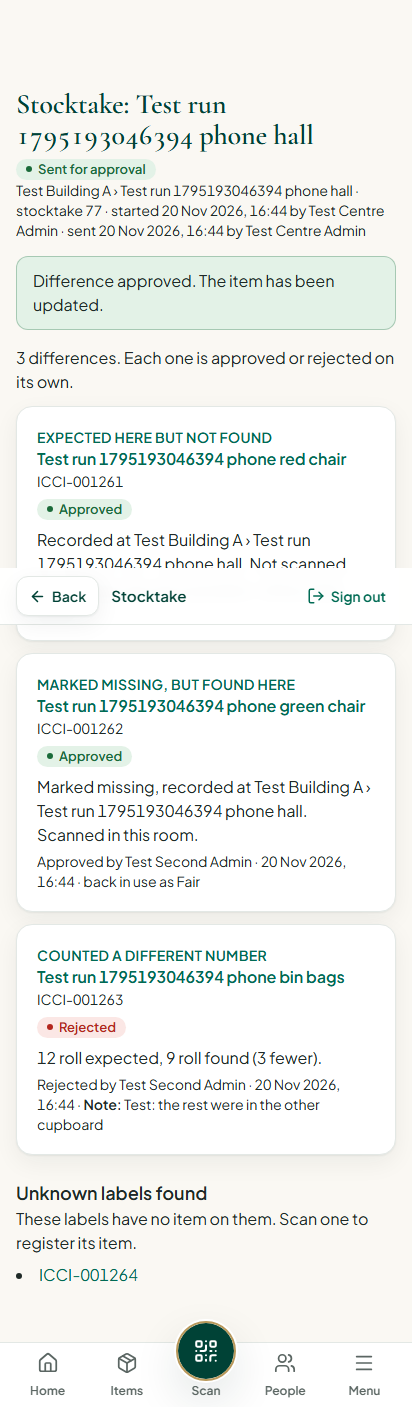 Stocktake: Test run
1795193046394 phone hall
Sent for approval
Test Building A › Test run 1795193046394 phone hall ·
stocktake 77 · started 20 Nov 2026, 16:44 by Test Centre
Admin · sent 20 Nov 2026, 16:44 by Test Centre Admin
Difference approved. The item has been
updated.
3 differences. Each one is approved or rejected on
its own.
EXPECTED HERE BUT NOT FOUND
Test run 1795193046394 phone red chair
ICCI-001261
Approved
Recorded at Test Building A › Test run
1795193046394 phone hall. Not scanned
Back
Stocktake
Sign out
MARKED MISSING, BUT FOUND HERE
Test run 1795193046394 phone green chair
ICCI-001262
Approved
Marked missing, recorded at Test Building A ›
Test run 1795193046394 phone hall.
Scanned in this room.
Approved by Test Second Admin · 20 Nov 2026,
16:44 · back in use as Fair
COUNTED A DIFFERENT NUMBER
Test run 1795193046394 phone bin bags
ICCI-001263
Rejected
12 roll expected, 9 roll found (3 fewer).
Rejected by Test Second Admin · 20 Nov 2026,
16:44 · Note: Test: the rest were in the other
cupboard
Unknown labels found
These labels have no item on them. Scan one to
register its item.
ICCI-001264
Home
Items
Scan
People
Menu